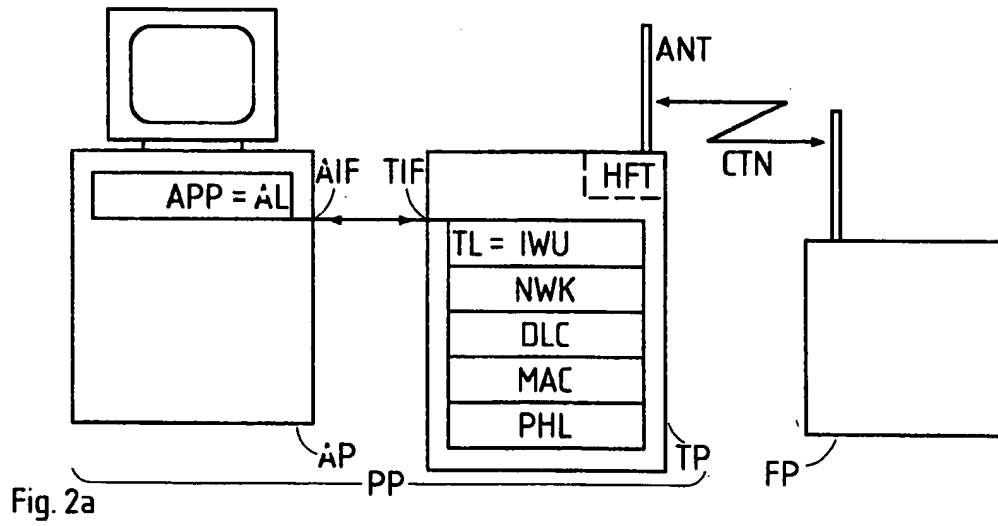 ANT
CTN
HFT
AIF TIF
APP = AL
TL = IWU
NWK
DLC
MAC
PHL
AP
TP
FP
PP
Fig. 2a